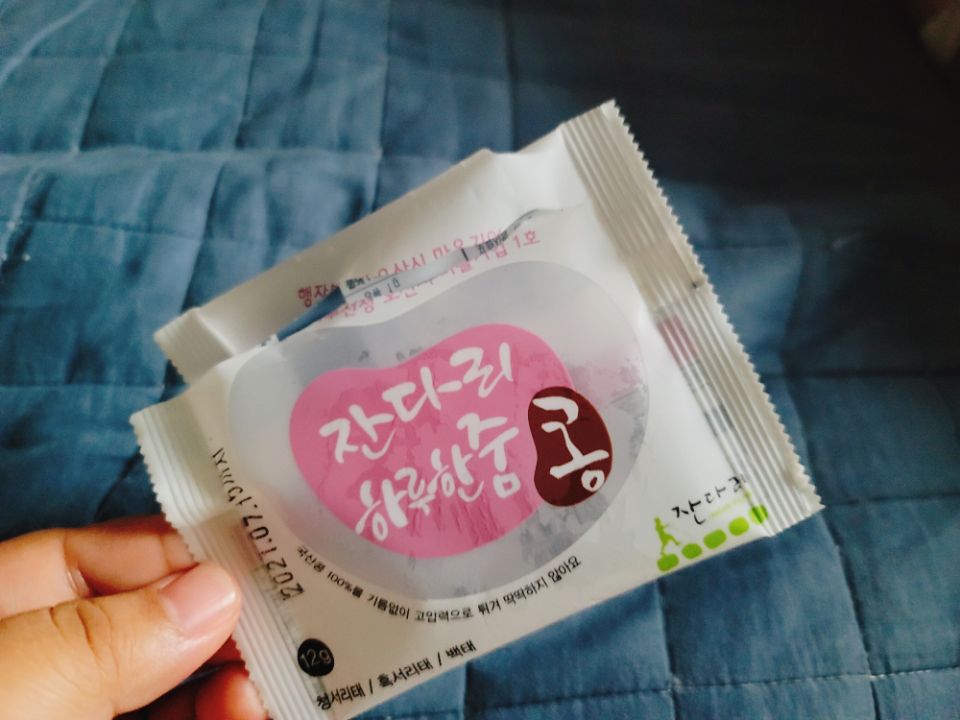 1호
잔다리
하루한줌
콩
잔다리
국산콩 100%를 기름없이 고압력으로 튀겨 딱딱하지 않아요
12g
청서리태 / 흑서리태 / 백태